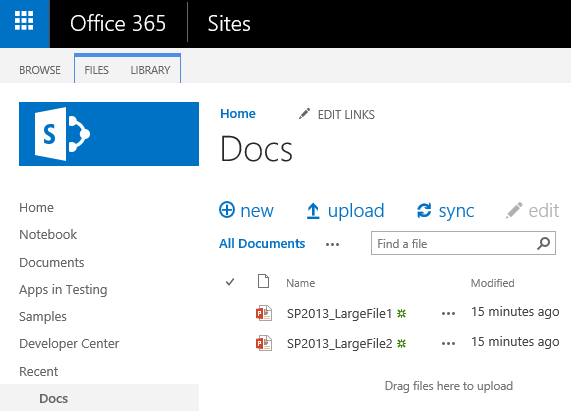 Office 365 Sites
BROWSE FILES LIBRARY
S
Home EDIT LINKS
Docs
new upload sync edit
All Documents ... Find a file
Name Modified
SP2013_LargeFile1 ... 15 minutes ago
SP2013_LargeFile2 ... 15 minutes ago
Drag files here to upload
Home
Notebook
Documents
Apps in Testing
Samples
Developer Center
Recent
Docs